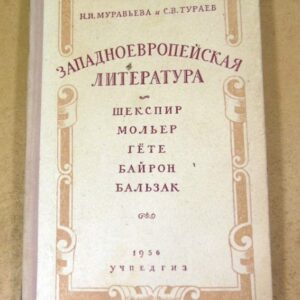 Н.И.МУРАВЬЕВА и С.В.ТУРАЕВ
ЗАПАДНОЕВРОПЕЙСКАЯ
ЛИТЕРАТУРА
ШЕКСПИР
МОЛЬЕР
ГЁТЕ
БАЙРОН
БАЛЬЗАК
1956
УЧПЕДГИЗ